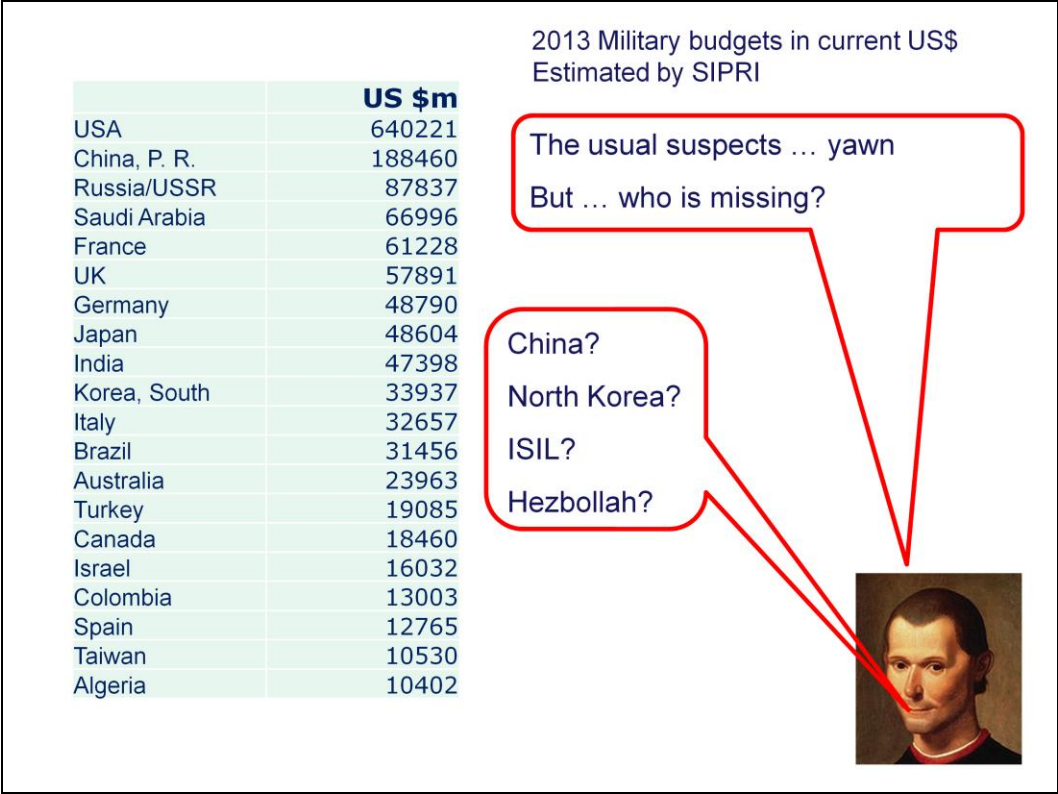 2013 Military budgets in current US$
Estimated by SIPRI
US $m
USA 640221
China, P. R. 188460
Russia/USSR 87837
Saudi Arabia 66996
France 61228
UK 57891
Germany 48790
Japan 48604
India 47398
Korea, South 33937
Italy 32657
Brazil 31456
Australia 23963
Turkey 19085
Canada 18460
Israel 16032
Colombia 13003
Spain 12765
Taiwan 10530
Algeria 10402
The usual suspects … yawn
But … who is missing?
China?
North Korea?
ISIL?
Hezbollah?